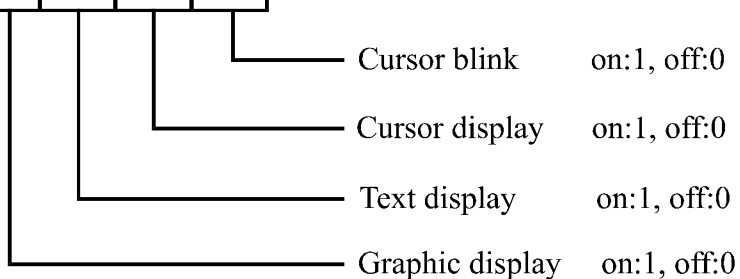 Cursor blink on:1, off:0
Cursor display on:1, off:0
Text display on:1, off:0
Graphic display on:1, off:0